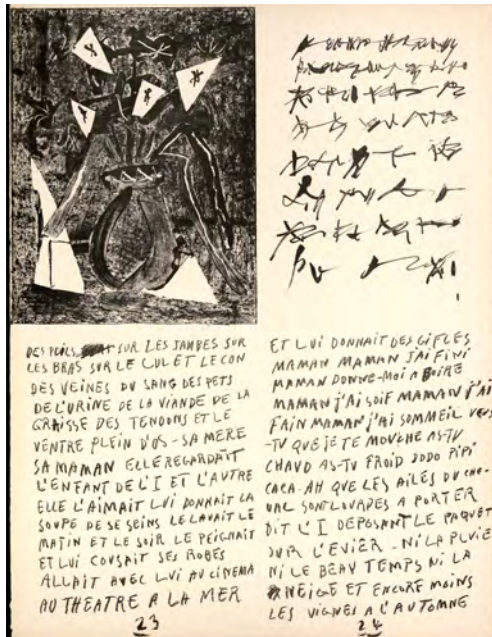 DES POILS SUR LES JAMBES SUR
LES BRAS SUR LE CUL ET LE CON
DES VEINES DU SANG DES PETS
DE L'URINE DE LA VIANDE DE LA
GRAISSE DES TENDONS ET LE
VENTRE PLEIN D'OS - SA MERE
SA MAMAN ELLE REGARDAIT
L'ENFANT DE L'I ET L'AUTRE
ELLE L'AIMAIT LUI DONNAIT LA
SOUPE DE SE SEINS LE LAVAIT LE
MATIN ET LE SOIR LE PEIGNAIT
ET LUI COUSAIT SES ROBES
ALLAIT AVEC LUI AU CINEMA
AU THEATRE A LA MER
23
ET LUI DONNAIT DES GIFLES
MAMAN MAMAN J'AI FINI
MAMAN DONNE-MOI A BOIRE
MAMAN j'AI SOIF MAMAN j'AI
FAIN MAMAN j'AI SOMMEIL VEUX
-TU QUE JE TE MOUCHE AS-TU
CHAUD AS-TU FROID DODO PIPI
CACA-AH QUE LES AILES DU CHE-
VAL SONT LOURDES A PORTER
DIT L'I DEPOSANT LE PAQUET
SUR L'EVIER - NI LA PLUIE
NI LE BEAU TEMPS NI LA
NEIGE ET ENCORE MOINS
LES VIGNES A L'AUTOMNE
24